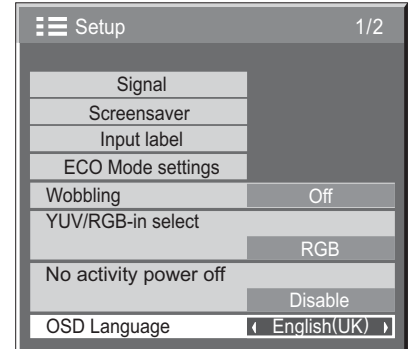 Setup 1/2
Signal
Screensaver
Input label
ECO Mode settings
Wobbling Off
YUV/RGB-in select
RGB
No activity power off
Disable
OSD Language English(UK)